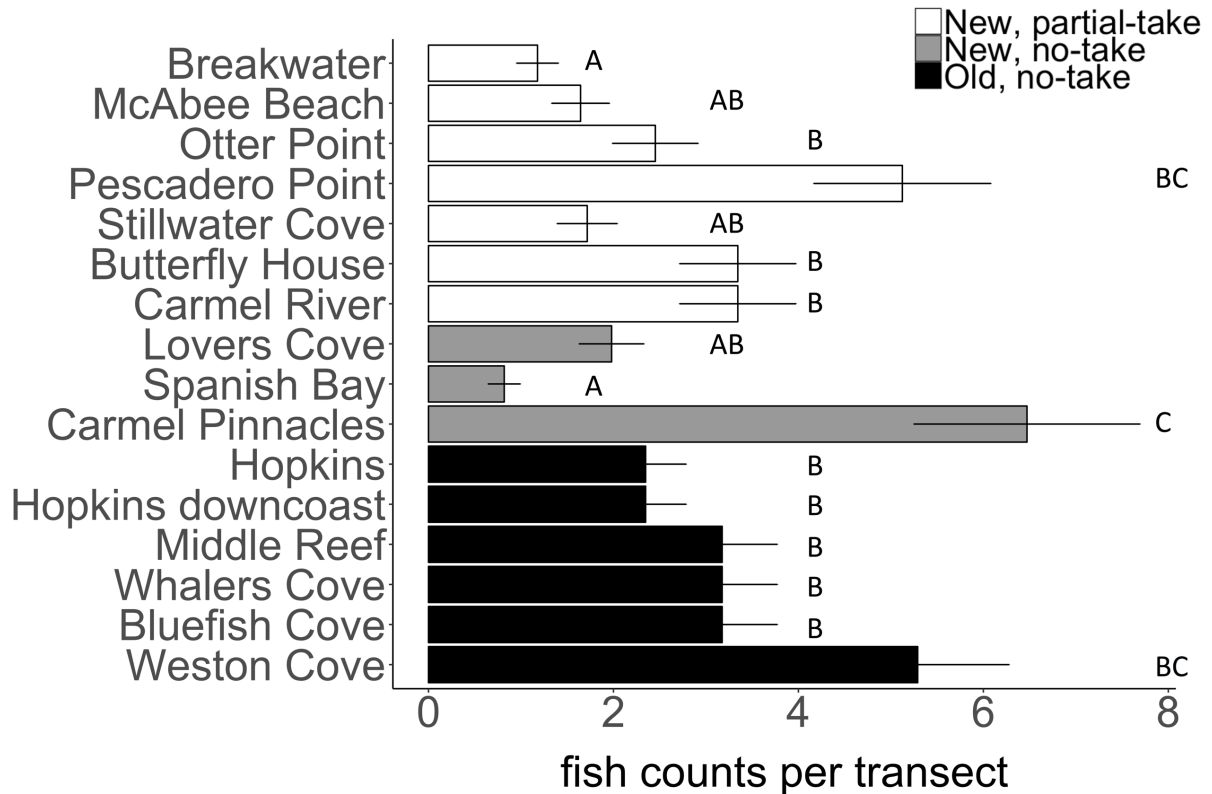 New, partial-take
New, no-take
Old, no-take
Breakwater A
McAbee Beach AB
Otter Point B
Pescadero Point BC
Stillwater Cove AB
Butterfly House B
Carmel River B
Lovers Cove AB
Spanish Bay A
Carmel Pinnacles C
Hopkins B
Hopkins downcoast B
Middle Reef B
Whalers Cove B
Bluefish Cove B
Weston Cove BC
0 2 4 6 8
fish counts per transect